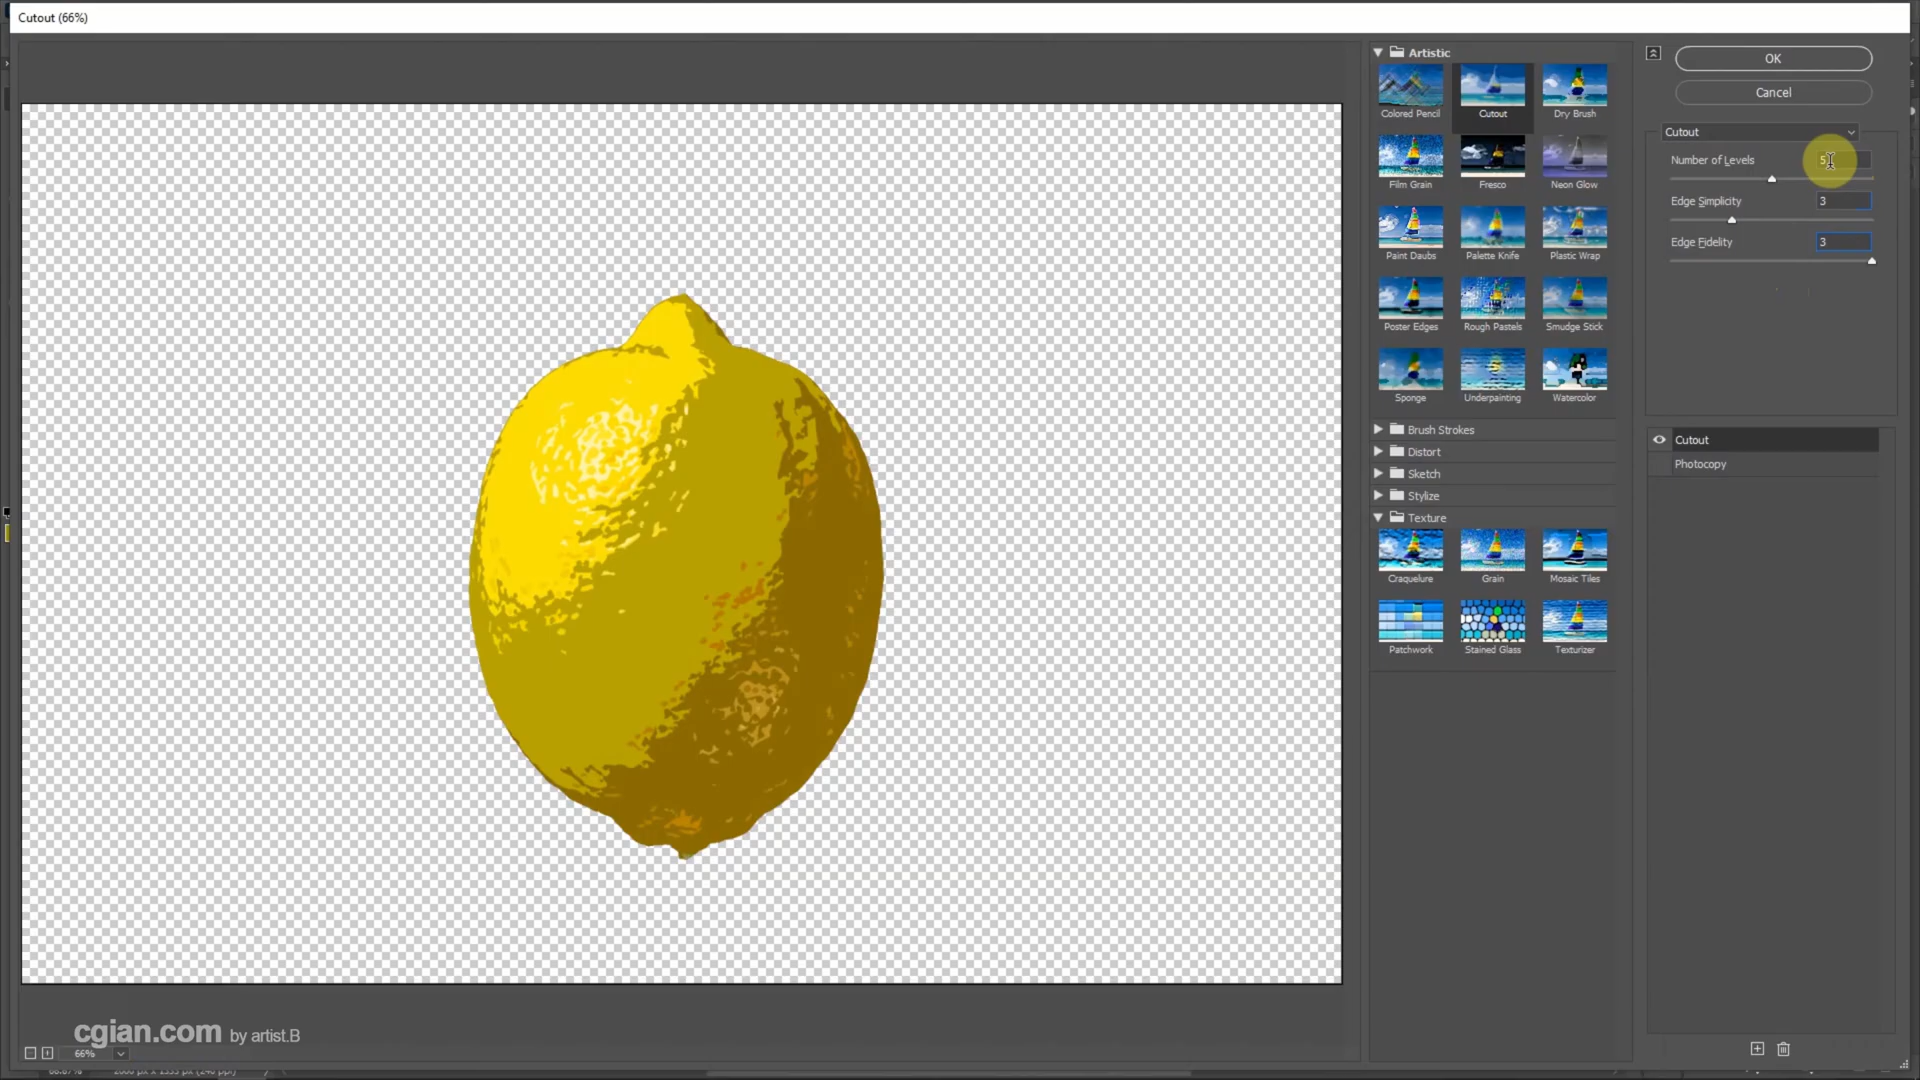 Cutout (66%)
Artistic
Colored Pencil
Cutout
Dry Brush
Film Grain
Fresco
Neon Glow
Paint Daubs
Palette Knife
Plastic Wrap
Poster Edges
Rough Pastels
Smudge Stick
Sponge
Underpainting
Watercolor
Brush Strokes
Distort
Sketch
Stylize
Texture
Craquelure
Grain
Mosaic Tiles
Patchwork
Stained Glass
Texturizer
OK
Cancel
Cutout
Number of Levels 5
Edge Simplicity 3
Edge Fidelity 3
Cutout
Photocopy
cgian.com by artist.B
66%